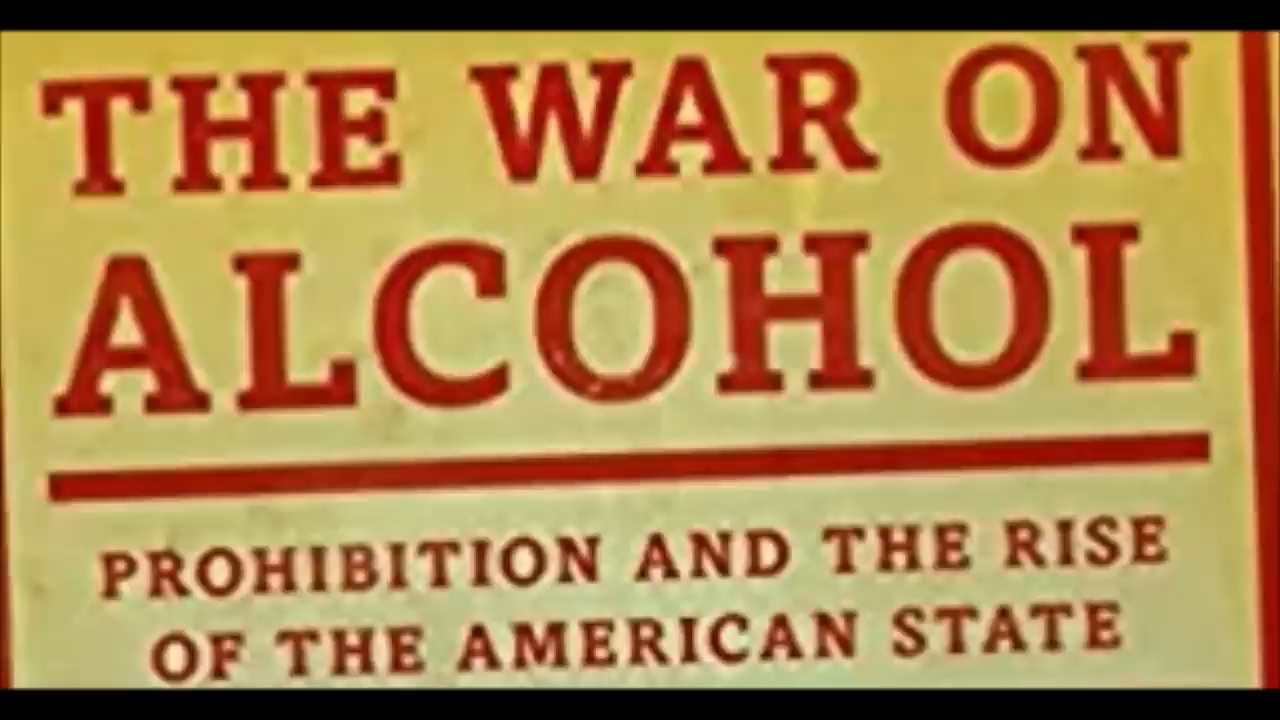 THE WAR ON
ALCOHOL
PROHIBITION AND THE RISE
OF THE AMERICAN STATE